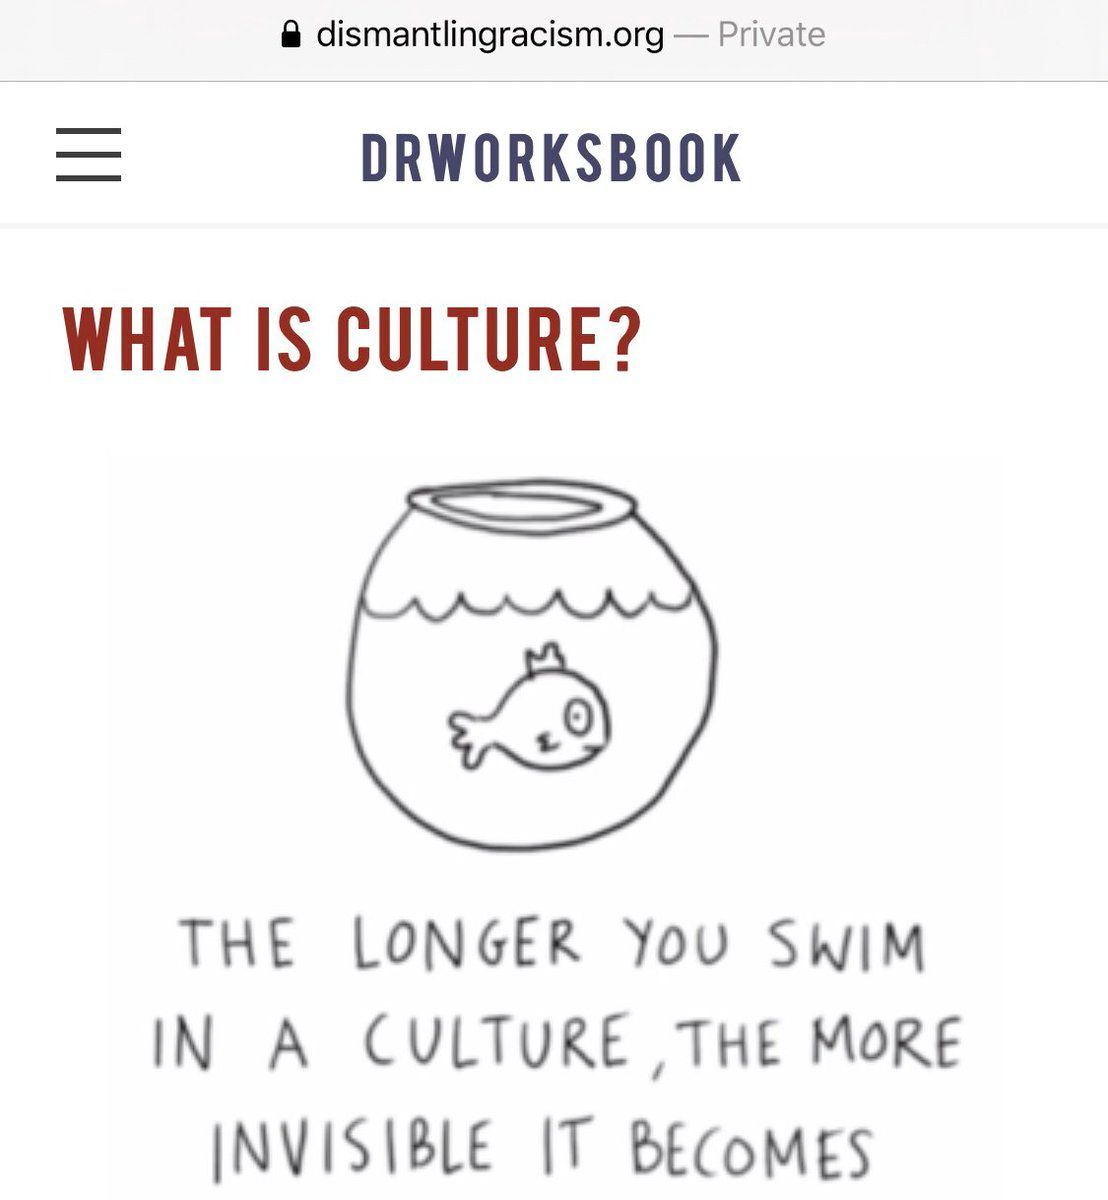 dismantlingracism.org — Private
DRWORKSBOOK
WHAT IS CULTURE?
THE LONGER YOU SWIM
IN A CULTURE, THE MORE
INVISIBLE IT BECOMES